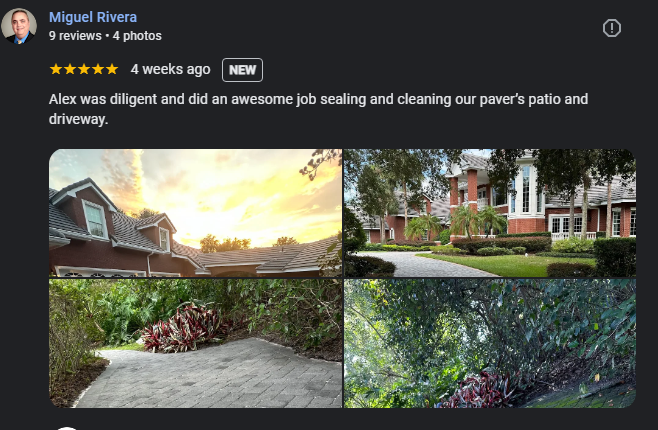 Miguel Rivera
9 reviews • 4 photos
4 weeks ago NEW
Alex was diligent and did an awesome job sealing and cleaning our paver's patio and
driveway.